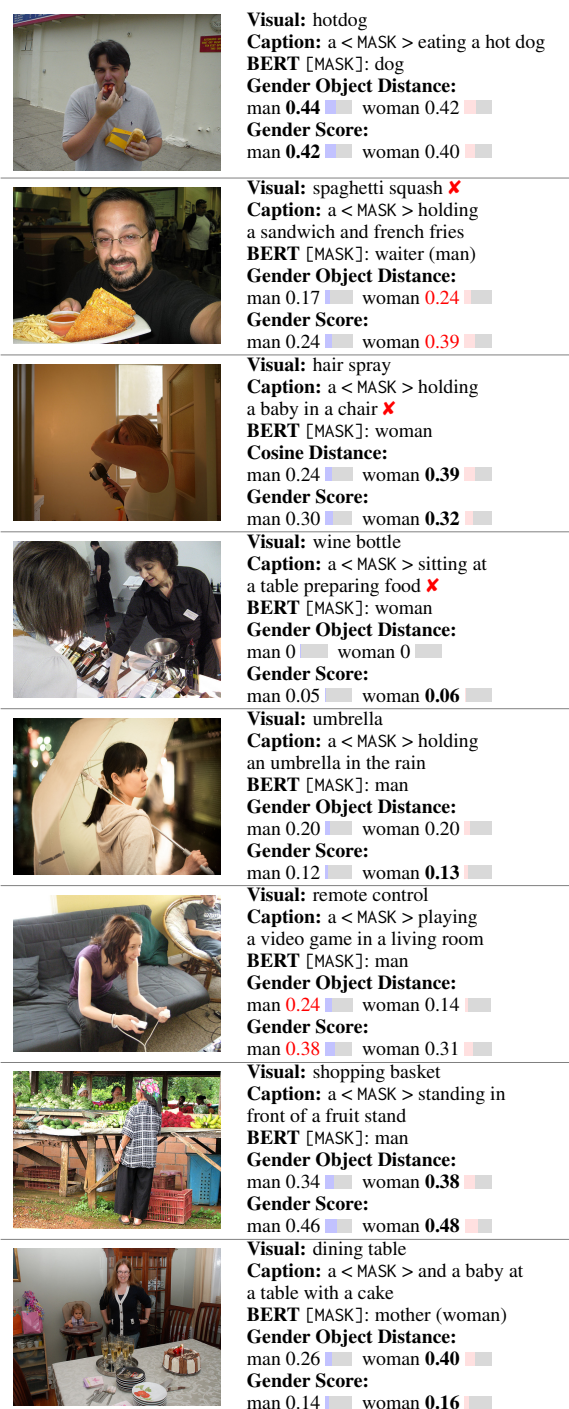 Visual: hotdog
Caption: a < MASK > eating a hot dog
BERT [MASK]: dog
Gender Object Distance:
man 0.44 woman 0.42
Gender Score:
man 0.42 woman 0.40
Visual: spaghetti squash ✘
Caption: a < MASK > holding
a sandwich and french fries
BERT [MASK]: waiter (man)
Gender Object Distance:
man 0.17 woman 0.24
Gender Score:
man 0.24 woman 0.39
Visual: hair spray
Caption: a < MASK > holding
a baby in a chair ✘
BERT [MASK]: woman
Cosine Distance:
man 0.24 woman 0.39
Gender Score:
man 0.30 woman 0.32
Visual: wine bottle
Caption: a < MASK > sitting at
a table preparing food ✘
BERT [MASK]: woman
Gender Object Distance:
man 0 woman 0
Gender Score:
man 0.05 woman 0.06
Visual: umbrella
Caption: a < MASK > holding
an umbrella in the rain
BERT [MASK]: man
Gender Object Distance:
man 0.20 woman 0.20
Gender Score:
man 0.12 woman 0.13
Visual: remote control
Caption: a < MASK > playing
a video game in a living room
BERT [MASK]: man
Gender Object Distance:
man 0.24 woman 0.14
Gender Score:
man 0.38 woman 0.31
Visual: shopping basket
Caption: a < MASK > standing in
front of a fruit stand
BERT [MASK]: man
Gender Object Distance:
man 0.34 woman 0.38
Gender Score:
man 0.46 woman 0.48
Visual: dining table
Caption: a < MASK > and a baby at
a table with a cake
BERT [MASK]: mother (woman)
Gender Object Distance:
man 0.26 woman 0.40
Gender Score:
man 0.14 woman 0.16